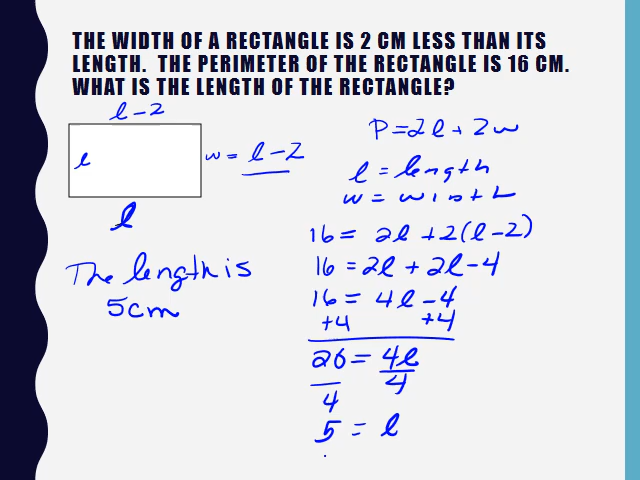 THE WIDTH OF A RECTANGLE IS 2 CM LESS THAN ITS
LENGTH. THE PERIMETER OF THE RECTANGLE IS 16 CM.
WHAT IS THE LENGTH OF THE RECTANGLE?
l-2
l
w = l-2
l
The length is
5cm
P=2l+2w
l = length
w = width
16 = 2l+2(l-2)
16 = 2l+2l-4
16 = 4l-4
+4 +4
26 = 4l
4 4
5 = l